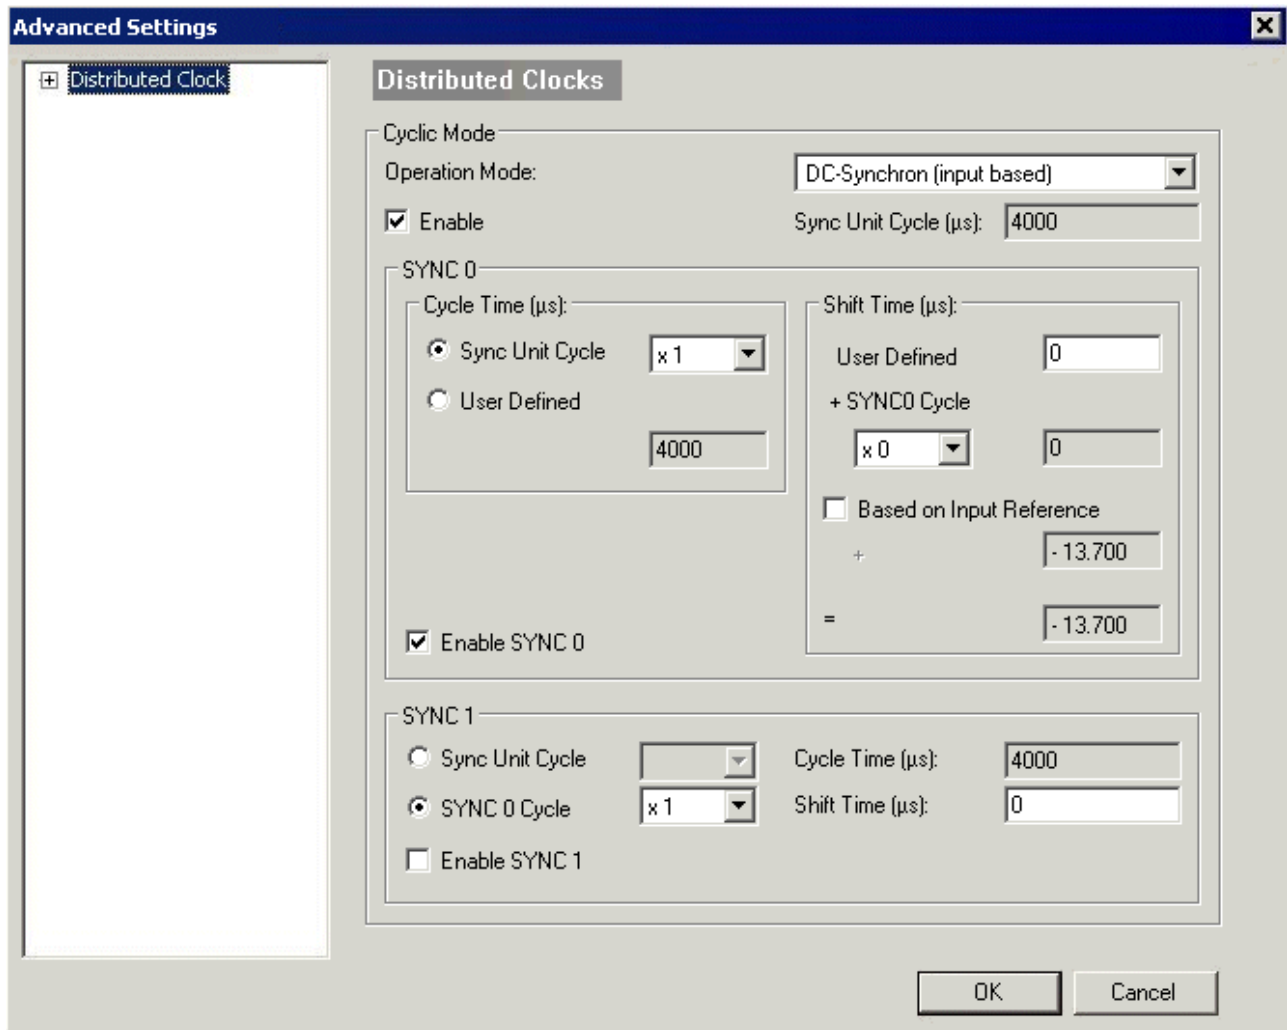 Advanced Settings
Distributed Clock
Distributed Clocks
Cyclic Mode
Operation Mode: DC-Synchron (input based)
Enable Sync Unit Cycle (µs): 4000
SYNC 0
Cycle Time (µs):
Sync Unit Cycle x 1
User Defined
4000
Shift Time (µs):
User Defined 0
+ SYNC0 Cycle
x 0 0
Based on Input Reference
+ - 13.700
= - 13.700
Enable SYNC 0
SYNC 1
Sync Unit Cycle Cycle Time (µs): 4000
SYNC 0 Cycle x 1 Shift Time (µs): 0
Enable SYNC 1
OK Cancel